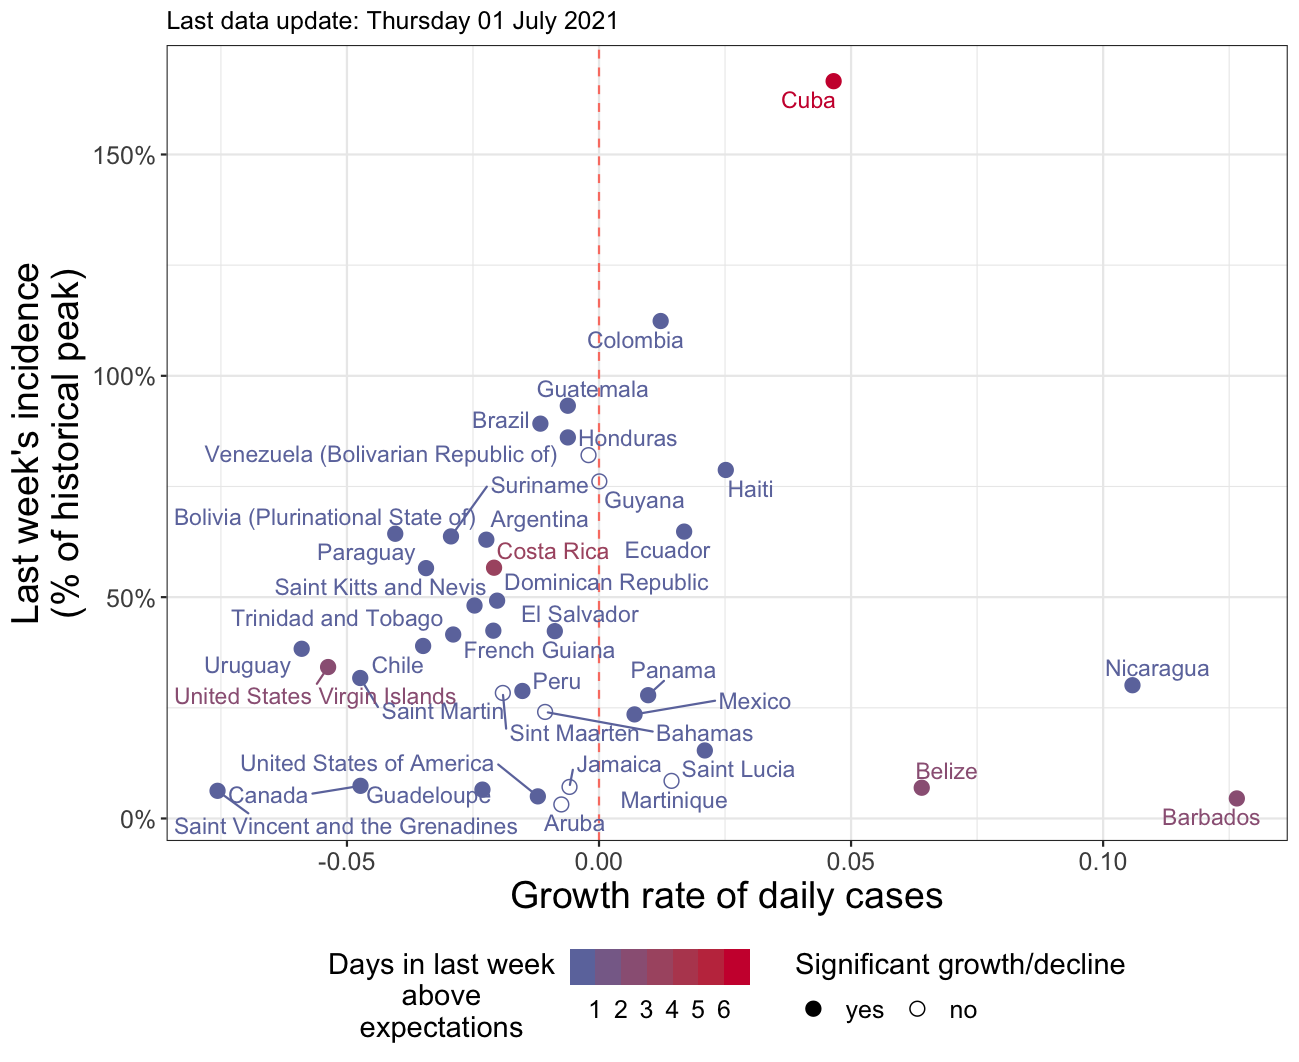 Last data update: Thursday 01 July 2021
Last week's incidence
(% of historical peak)
150%
100%
50%
0%
Cuba
Colombia
Guatemala
Brazil
Honduras
Venezuela (Bolivarian Republic of)
Suriname
Haiti
Guyana
Bolivia (Plurinational State of)
Argentina
Paraguay
Costa Rica
Ecuador
Saint Kitts and Nevis
Dominican Republic
Trinidad and Tobago
El Salvador
French Guiana
Uruguay
Chile
Panama
Nicaragua
Peru
United States Virgin Islands
Mexico
Saint Martin
Sint Maarten
Bahamas
United States of America
Jamaica
Saint Lucia
Belize
Canada
Guadeloupe
Martinique
Barbados
Saint Vincent and the Grenadines
Aruba
-0.05
0.00
0.05
0.10
Growth rate of daily cases
Days in last week
above
expectations
1 2 3 4 5 6
Significant growth/decline
yes
no